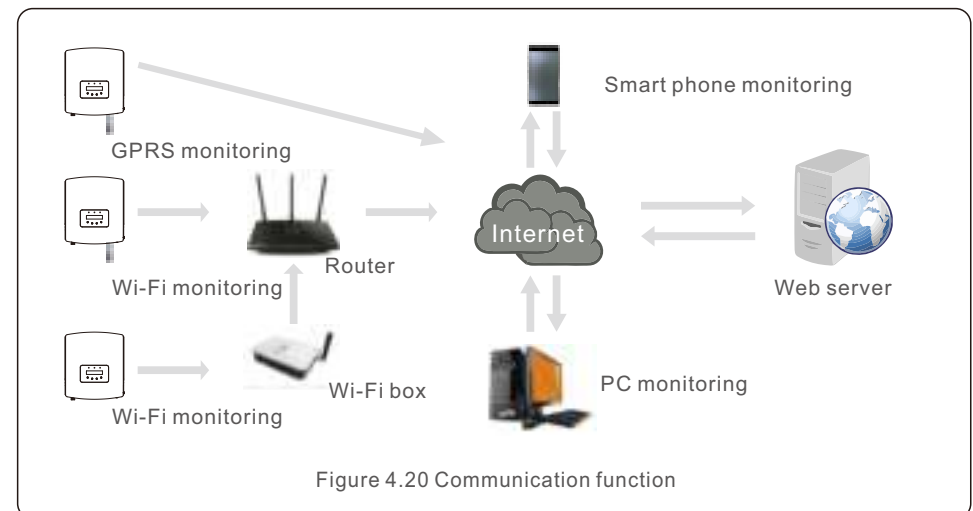 Smart phone monitoring
GPRS monitoring
Internet
Router
Wi-Fi monitoring
Web server
Wi-Fi box
PC monitoring
Wi-Fi monitoring
Figure 4.20 Communication function